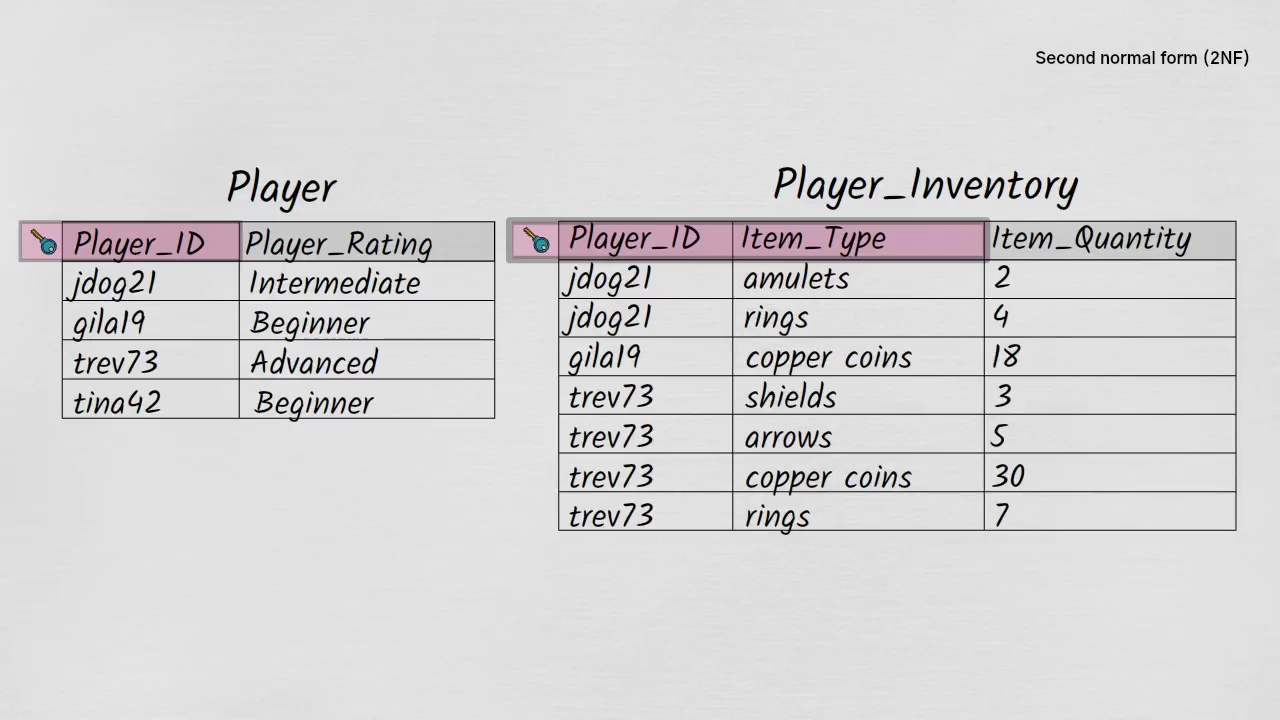 Second normal form (2NF)
Player
Player_ID Player_Rating
jdog21 Intermediate
gila19 Beginner
trev73 Advanced
tina42 Beginner
Player_Inventory
Player_ID Item_Type Item_Quantity
jdog21 amulets 2
jdog21 rings 4
gila19 copper coins 18
trev73 shields 3
trev73 arrows 5
trev73 copper coins 30
trev73 rings 7